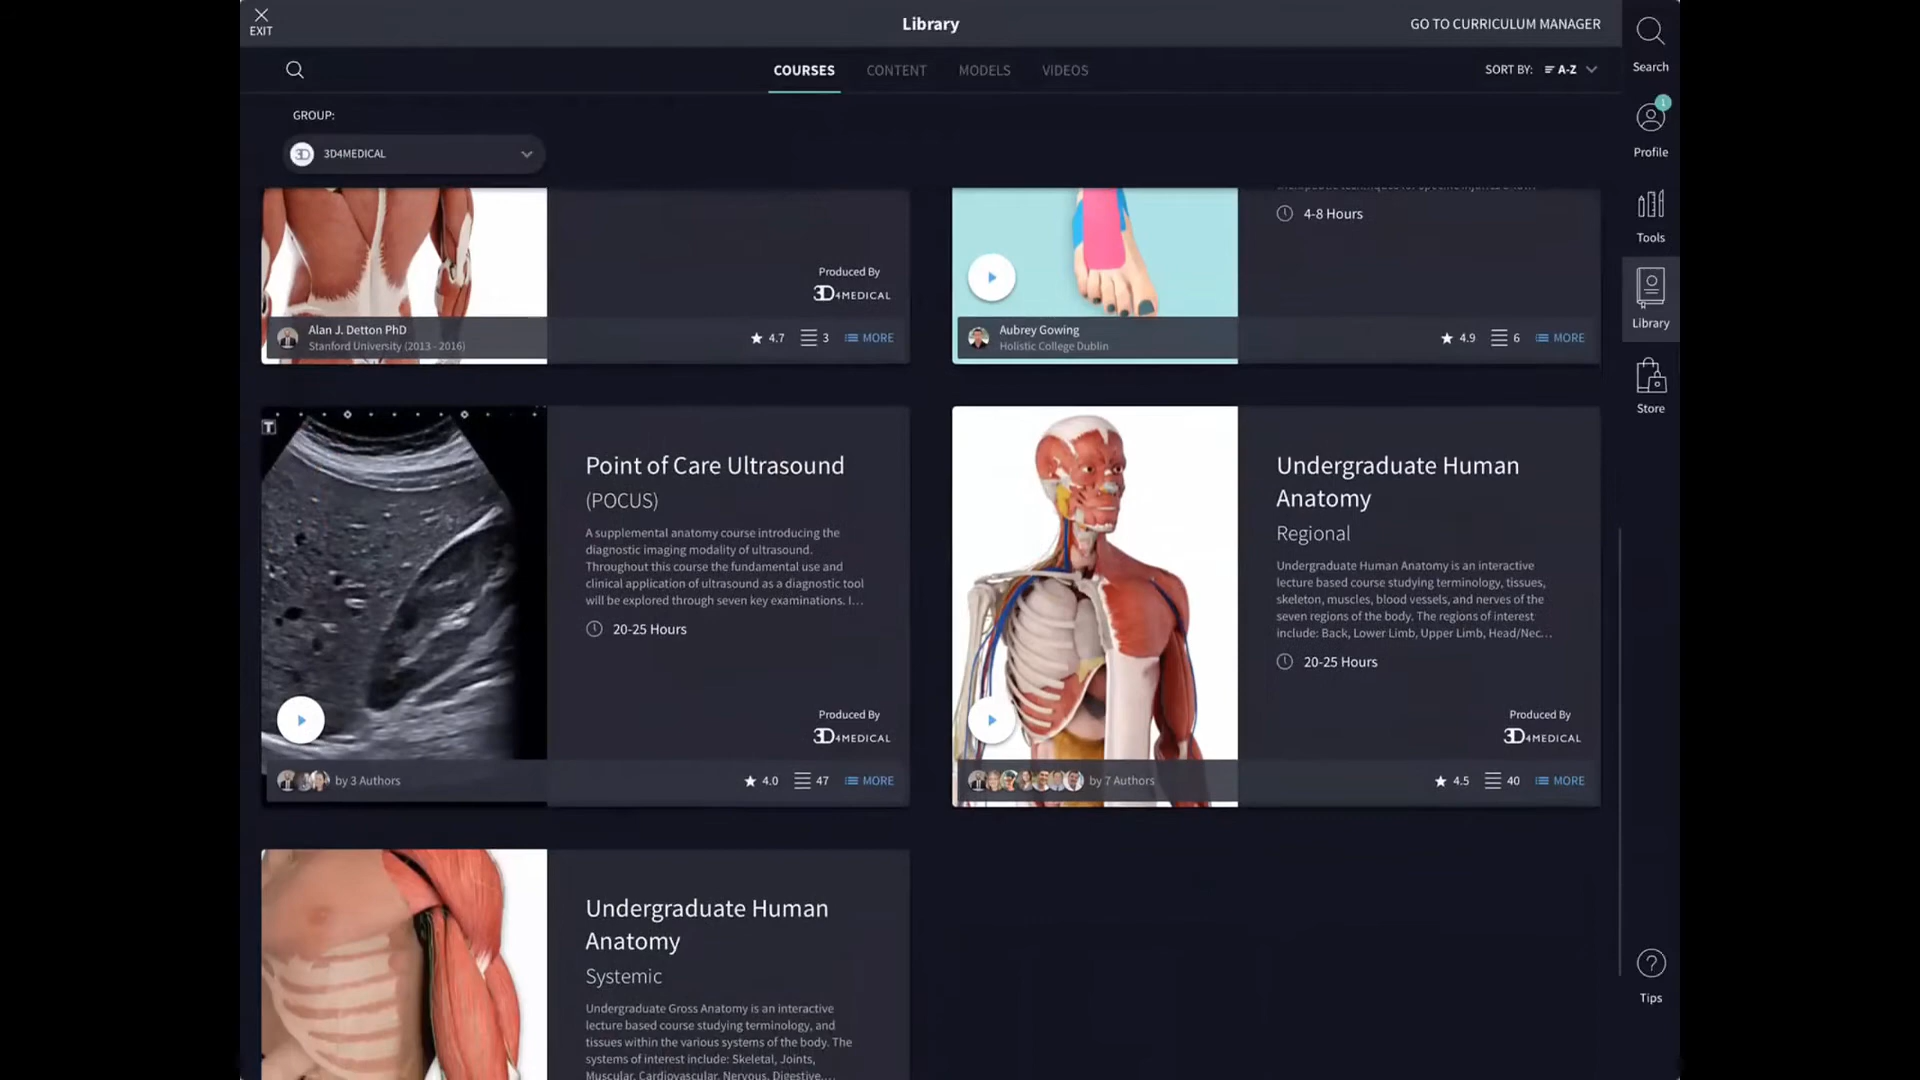 EXIT
Library
GO TO CURRICULUM MANAGER
COURSES
CONTENT
MODELS
VIDEOS
SORT BY: A-Z
Search
1
Profile
Tools
Library
Store
Tips
GROUP:
3D 3D4MEDICAL
Produced By
3D4MEDICAL
Alan J. Detton PhD
Stanford University (2013 - 2016)
4.7 3 MORE
4-8 Hours
Aubrey Gowing
Holistic College Dublin
4.9 6 MORE
T
Point of Care Ultrasound
(POCUS)
A supplemental anatomy course introducing the
diagnostic imaging modality of ultrasound.
Throughout this course the fundamental use and
clinical application of ultrasound as a diagnostic tool
will be explored through seven key examinations. I...
20-25 Hours
Produced By
3D4MEDICAL
by 3 Authors
4.0 47 MORE
Undergraduate Human
Anatomy
Regional
Undergraduate Human Anatomy is an interactive
lecture based course studying terminology, tissues,
skeleton, muscles, blood vessels, and nerves of the
seven regions of the body. The regions of interest
include: Back, Lower Limb, Upper Limb, Head/Nec...
20-25 Hours
Produced By
3D4MEDICAL
by 7 Authors
4.5 40 MORE
Undergraduate Human
Anatomy
Systemic
Undergraduate Gross Anatomy is an interactive
lecture based course studying terminology, and
tissues within the various systems of the body. The
systems of interest include: Skeletal, Joints,
Muscular, Cardiovascular, Nervous, Digestive,...